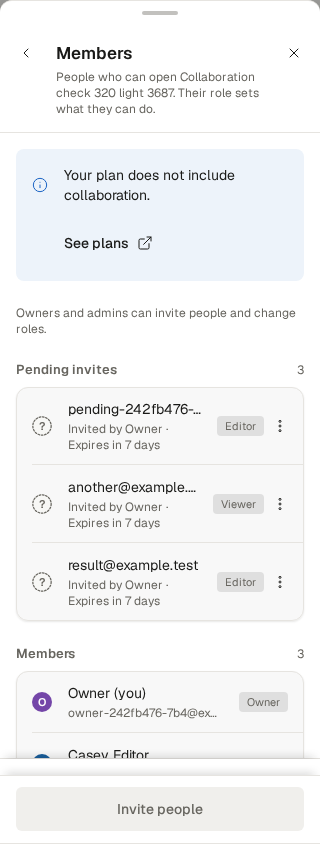 Members
People who can open Collaboration
check 320 light 3687. Their role sets
what they can do.
Your plan does not include
collaboration.
See plans
Owners and admins can invite people and change
roles.
Pending invites 3
pending-242fb476-...
Invited by Owner ·
Expires in 7 days
Editor
another@example....
Invited by Owner ·
Expires in 7 days
Viewer
result@example.test
Invited by Owner ·
Expires in 7 days
Editor
Members 3
O
Owner (you)
owner-242fb476-7b4@ex...
Owner
Casey Editor
Invite people